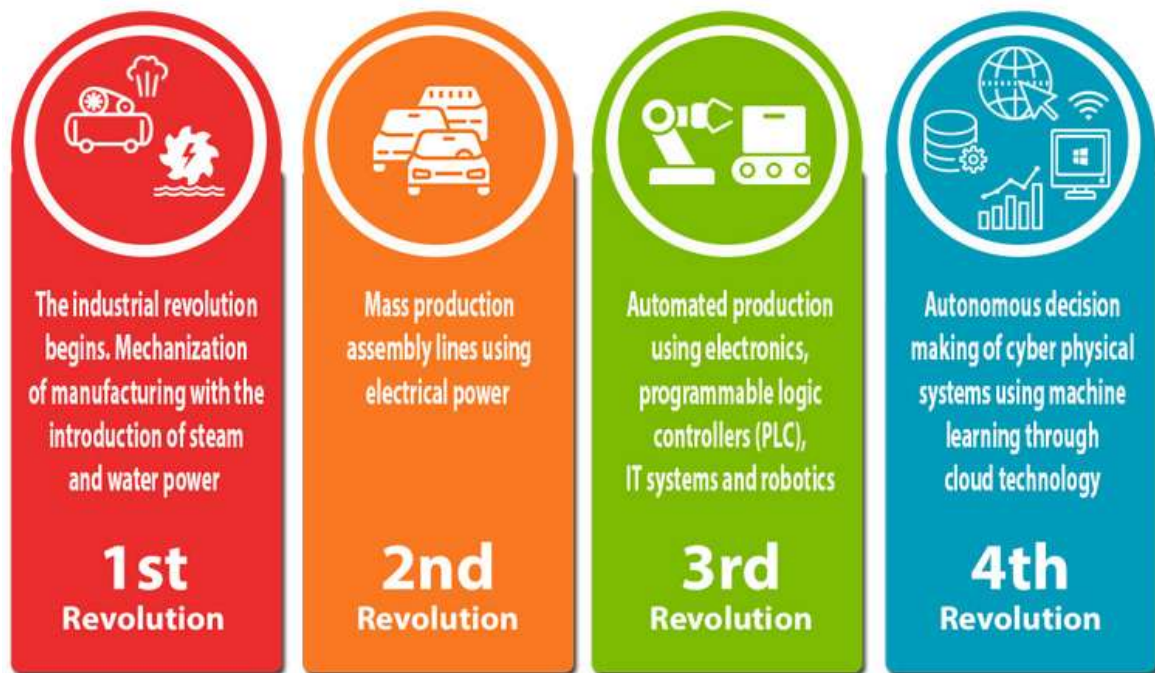 The industrial revolution
begins. Mechanization
of manufacturing with the
introduction of steam
and water power
1st
Revolution
Mass production
assembly lines using
electrical power
2nd
Revolution
Automated production
using electronics,
programmable logic
controllers (PLC),
IT systems and robotics
3rd
Revolution
Autonomous decision
making of cyber physical
systems using machine
learning through
cloud technology
4th
Revolution